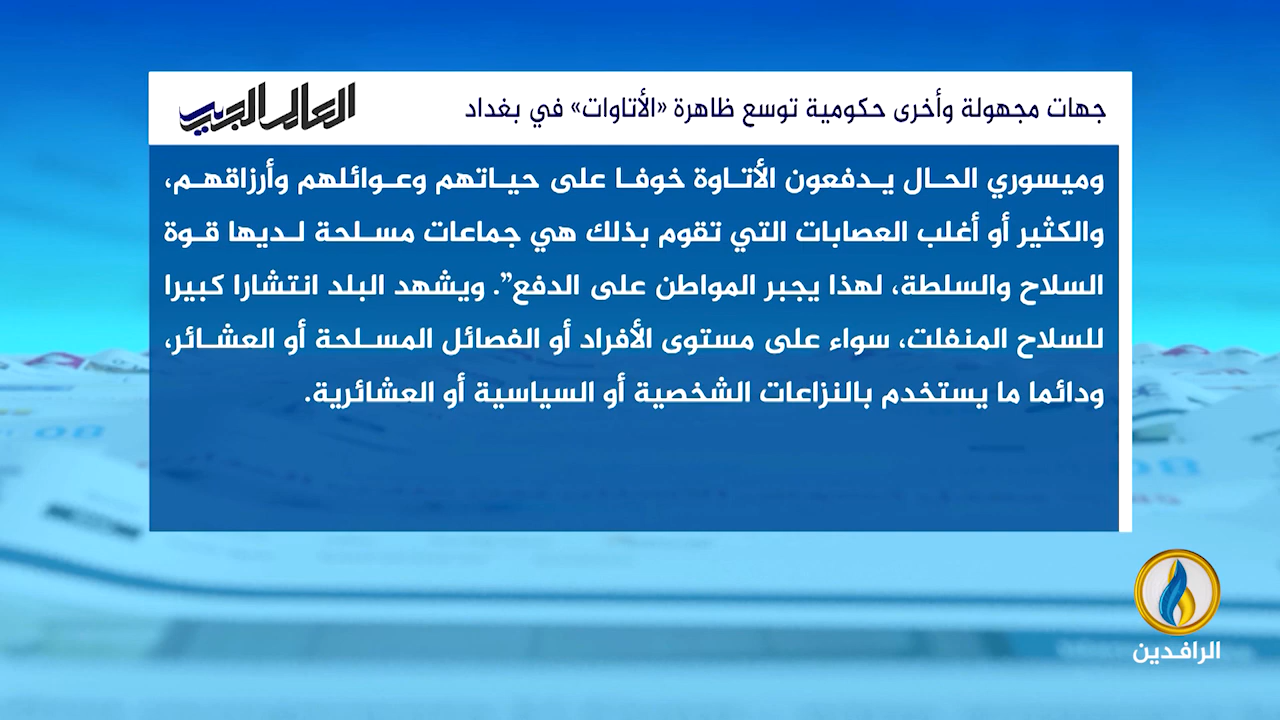 جهات مجهولة وأخرى حكومية توسع ظاهرة «الأتاوات» في بغداد
العالم الجديد
وميسوري الحال يدفعون الأتاوة خوفا على حياتهم وعوائلهم وأرزاقهم،
والكثير أو أغلب العصابات التي تقوم بذلك هي جماعات مسلحة لديها قوة
السلاح والسلطة، لهذا يجبر المواطن على الدفع”. ويشهد البلد انتشارا كبيرا
للسلاح المنفلت، سواء على مستوى الأفراد أو الفصائل المسلحة أو العشائر،
ودائما ما يستخدم بالنزاعات الشخصية أو السياسية أو العشائرية.
الرافدين